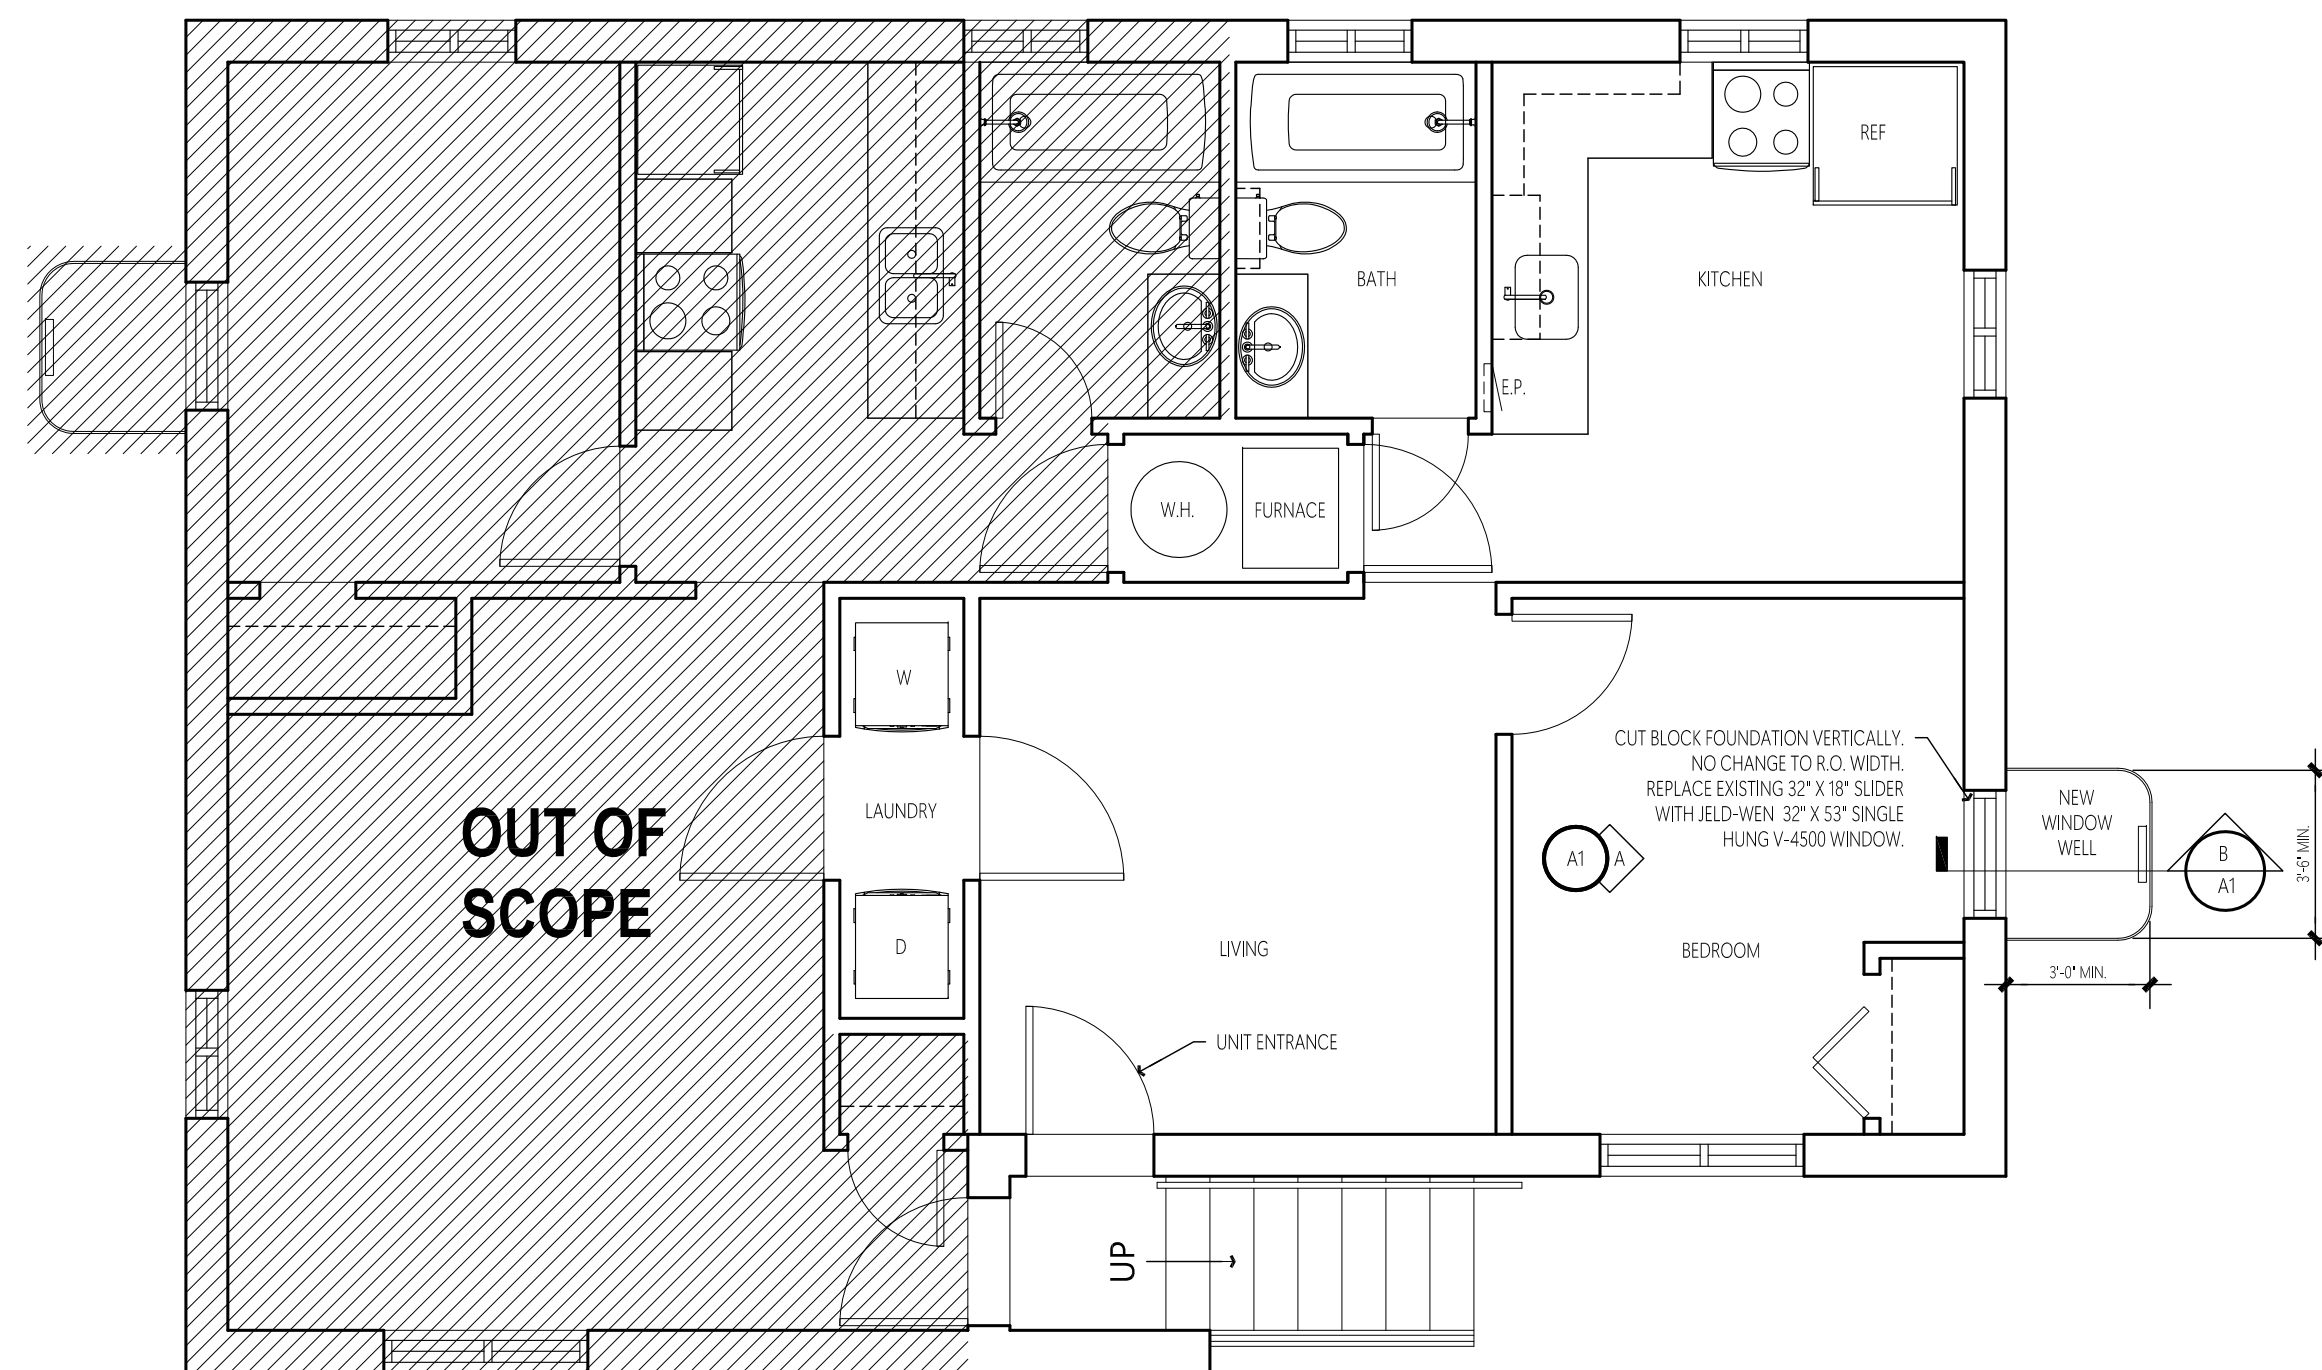 REF
BATH
KITCHEN
E.P.
W.H.
FURNACE
W
CUT BLOCK FOUNDATION VERTICALLY.
NO CHANGE TO R.O. WIDTH.
REPLACE EXISTING 32" X 18" SLIDER
WITH JELD-WEN 32" X 53" SINGLE
HUNG V-4500 WINDOW.
NEW
WINDOW
WELL
3'-6" MIN.
LAUNDRY
OUT OF
SCOPE
A1
A
B
A1
D
LIVING
BEDROOM
3'-0" MIN.
UNIT ENTRANCE
UP